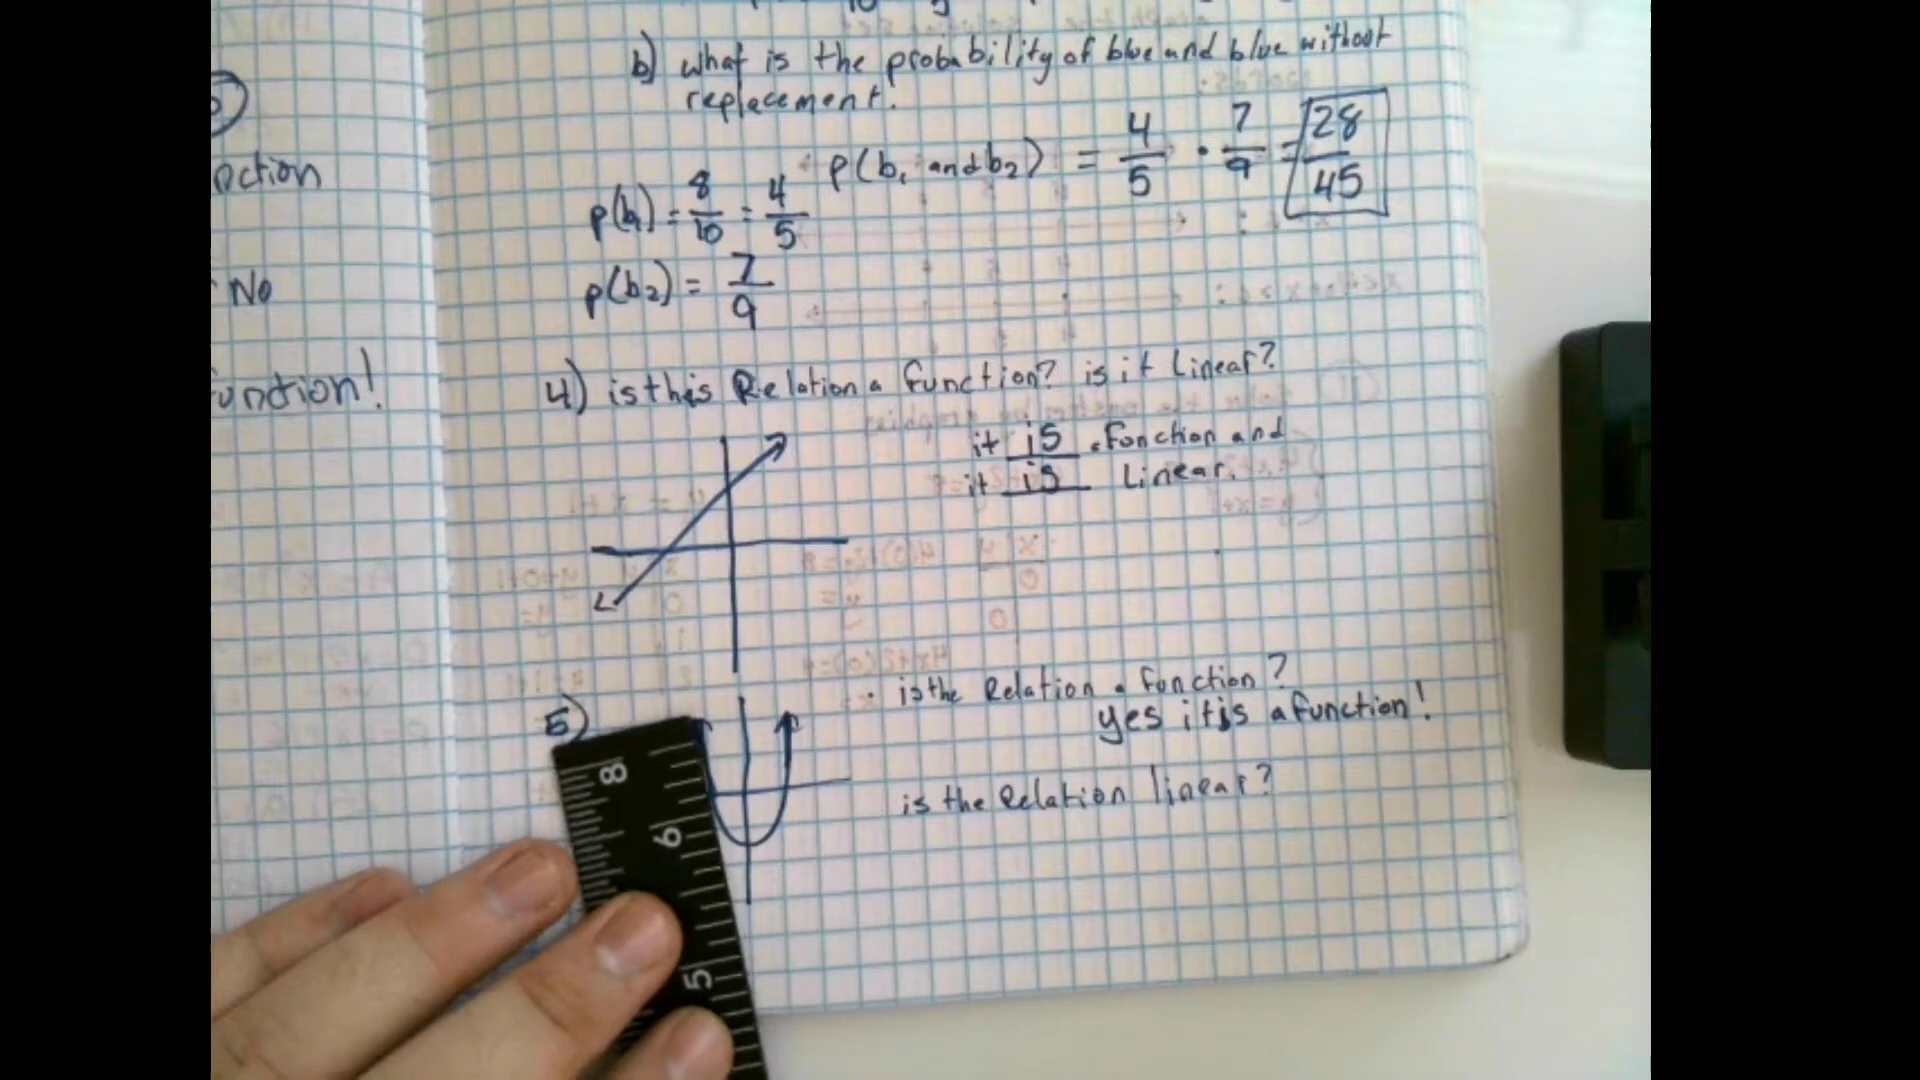 b) what is the probability of blue and blue without
replacement?
p(b1 and b2) = 4/5 · 7/9 = 28/45
p(b1) = 8/10 = 4/5
p(b2) = 7/9
No
4) is this Relation a function? is it Linear?
it is a function and
it is Linear.
5)
is the Relation a function?
yes it is a function!
is the Relation linear?
8
6
5